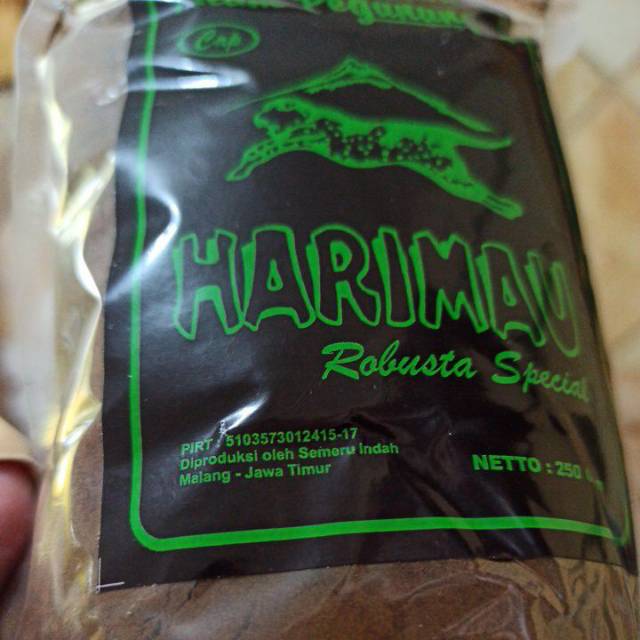 Cap
HARIMAU
Robusta Special
PIRT : 5103573012415-17
Diproduksi oleh Semeru Indah
Malang - Jawa Timur
NETTO : 250